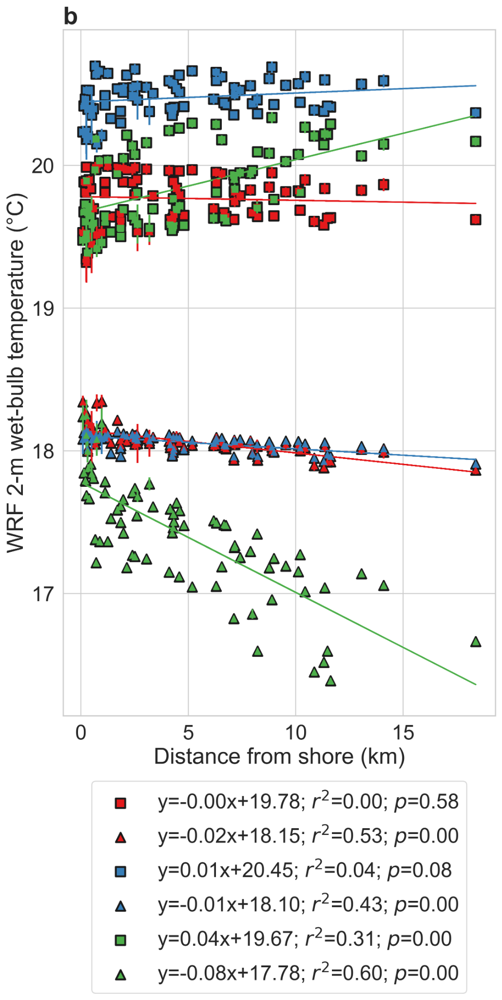 b
WRF 2-m wet-bulb temperature (°C)
20
19
18
17
0 5 10 15
Distance from shore (km)
y=-0.00x+19.78; r²=0.00; p=0.58
y=-0.02x+18.15; r²=0.53; p=0.00
y=0.01x+20.45; r²=0.04; p=0.08
y=-0.01x+18.10; r²=0.43; p=0.00
y=0.04x+19.67; r²=0.31; p=0.00
y=-0.08x+17.78; r²=0.60; p=0.00